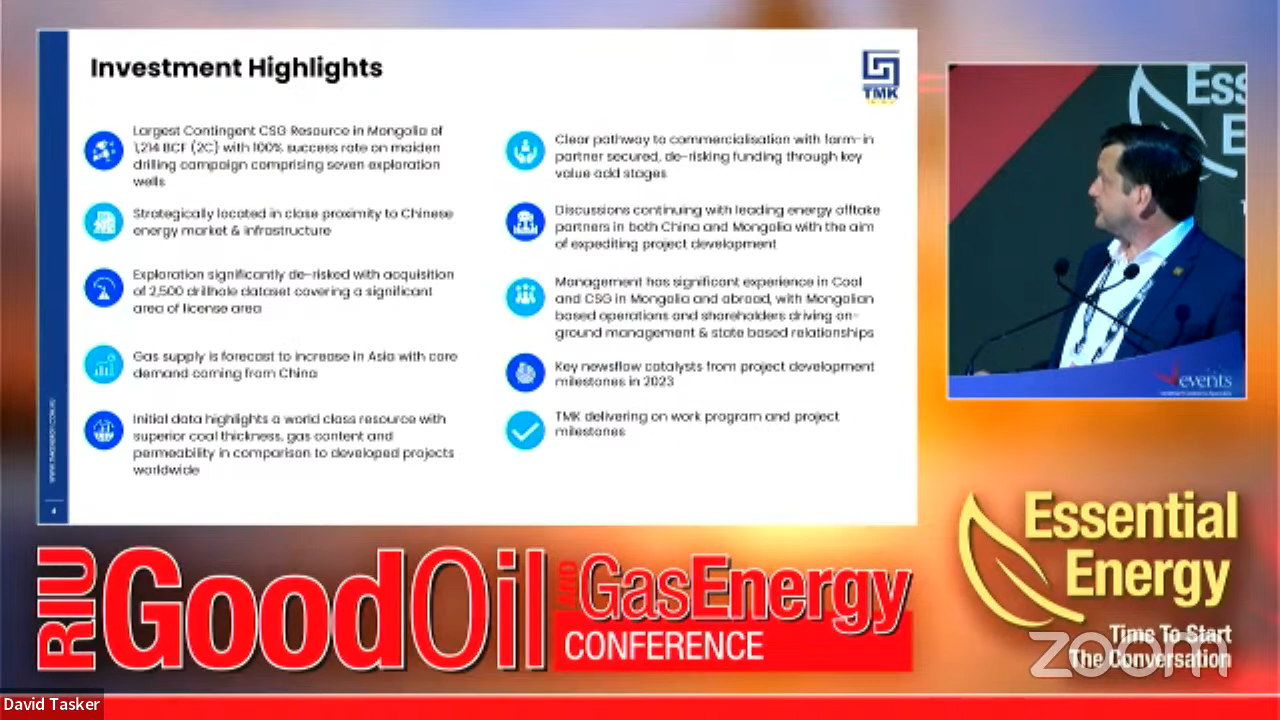 Investment Highlights
TMK
Largest Contingent CSG Resource in Mongolia of
1,214 BCF (2C) with 100% success rate on maiden
drilling campaign comprising seven exploration
wells
Strategically located in close proximity to Chinese
energy market & infrastructure
Exploration significantly de-risked with acquisition
of 2,500 drillhole dataset covering a significant
area of license area
Gas supply is forecast to increase in Asia with core
demand coming from China
Initial data highlights a world class resource with
superior coal thickness, gas content and
permeability in comparison to developed projects
worldwide
Clear pathway to commercialisation with farm-in
partner secured, de-risking funding through key
value add stages
Discussions continuing with leading energy offtake
partners in both China and Mongolia with the aim
of expediting project development
Management has significant experience in Coal
and CSG in Mongolia and abroad, with Mongolian
based operations and shareholders driving on-
ground management & state based relationships
Key newsflow catalysts from project development
milestones in 2023
TMK delivering on work program and project
milestones
4
Ess
E
events
RIU GoodOil AND GasEnergy
CONFERENCE
Essential
Energy
Time To Start
The Conversation
zoom
David Tasker